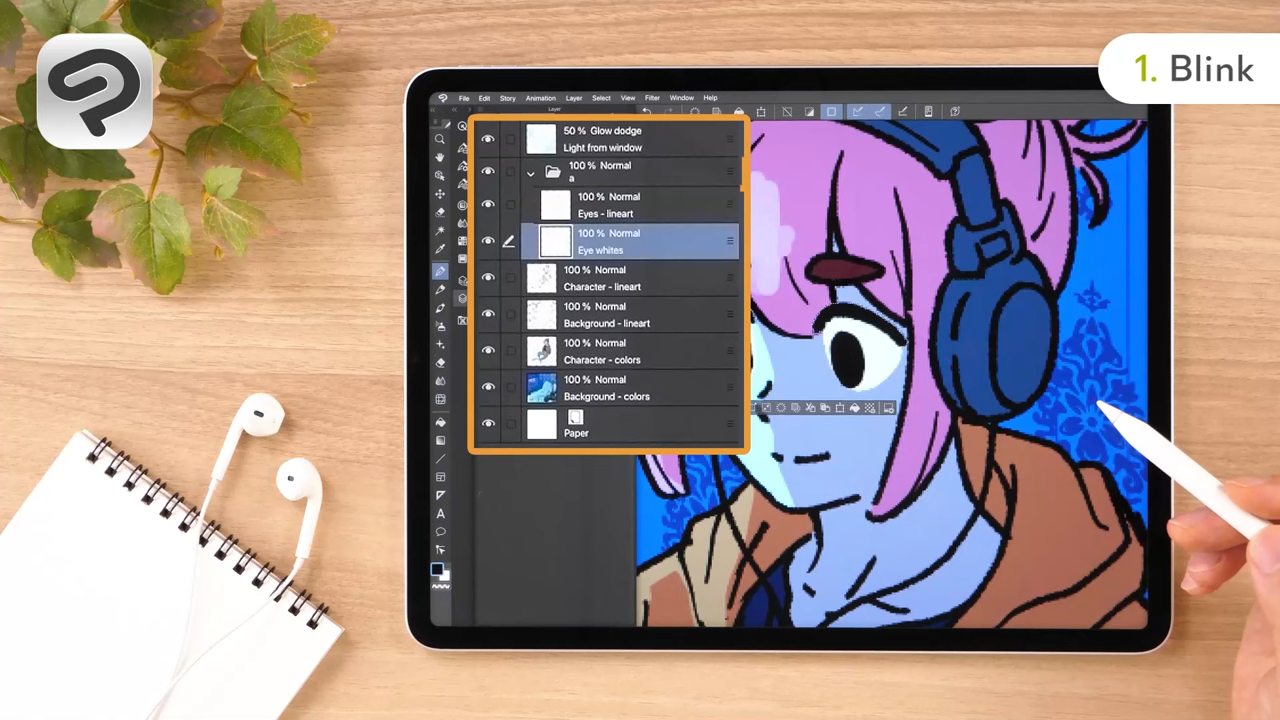 1. Blink
File Edit Story Animation Layer Select View Filter Window Help
Layer
50 % Glow dodge
Light from window
100 % Normal
a
100 % Normal
Eyes - lineart
100 % Normal
Eye whites
100 % Normal
Character - lineart
100 % Normal
Background - lineart
100 % Normal
Character - colors
100 % Normal
Background - colors
Paper